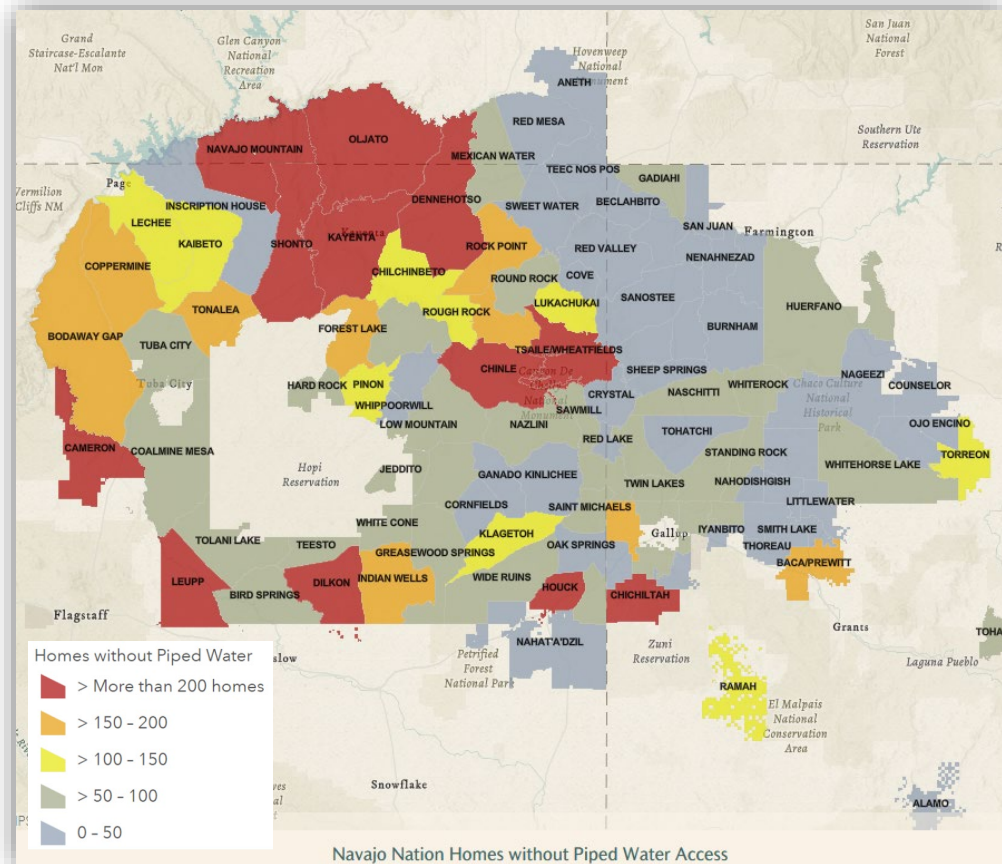 Grand
Staircase-Escalante
Nat'l Mon
Glen Canyon
National
Recreation
Area
Hovenweep
National
Monument
San Juan
National
Forest
ANETH
RED MESA
OLJATO
NAVAJO MOUNTAIN
MEXICAN WATER
Southern Ute
Reservation
TEEC NOS POS
GADIAHI
Page
Vermilion
Cliffs NM
DENNEHOTSO
BECLAHBITO
INSCRIPTION HOUSE
SWEET WATER
LECHEE
SAN JUAN
Farmington
KAIBETO
SHONTO
KAYENTA
Kayenta
ROCK POINT
RED VALLEY
NENAHNEZAD
COPPERMINE
CHILCHINBETO
ROUND ROCK
COVE
SANOSTEE
LUKACHUKAI
HUERFANO
TONALEA
ROUGH ROCK
BODAWAY GAP
FOREST LAKE
BURNHAM
TUBA CITY
TSAILE/WHEATFIELDS
Tuba City
CHINLE
Canyon De
Chelly
National
Monument
SHEEP SPRINGS
NAGEEZI
HARD ROCK
PINON
WHIPPOORWILL
CRYSTAL
NASCHITTI
WHITEROCK
Chaco Culture
National
Historical
Park
COUNSELOR
SAWMILL
LOW MOUNTAIN
NAZLINI
OJO ENCINO
CAMERON
COALMINE MESA
RED LAKE
TOHATCHI
STANDING ROCK
TORREON
WHITEHORSE LAKE
Hopi
Reservation
JEDDITO
GANADO KINLICHEE
TWIN LAKES
NAHODISHGISH
CORNFIELDS
SAINT MICHAELS
LITTLEWATER
WHITE CONE
KLAGETOH
Gallup
IYANBITO
SMITH LAKE
TOLANI LAKE
TEESTO
GREASEWOOD SPRINGS
OAK SPRINGS
THOREAU
BACA/PREWITT
LEUPP
DILKON
INDIAN WELLS
WIDE RUINS
HOUCK
CHICHILTAH
BIRD SPRINGS
Flagstaff
Grants
NAHAT'A'DZIL
Zuni
Reservation
Petrified
Forest
National Park
Laguna Pueblo
RAMAH
El Malpais
National
Conservation
Area
Snowflake
ALAMO
Homes without Piped Water
> More than 200 homes
> 150 - 200
> 100 - 150
> 50 - 100
0 - 50
Navajo Nation Homes without Piped Water Access